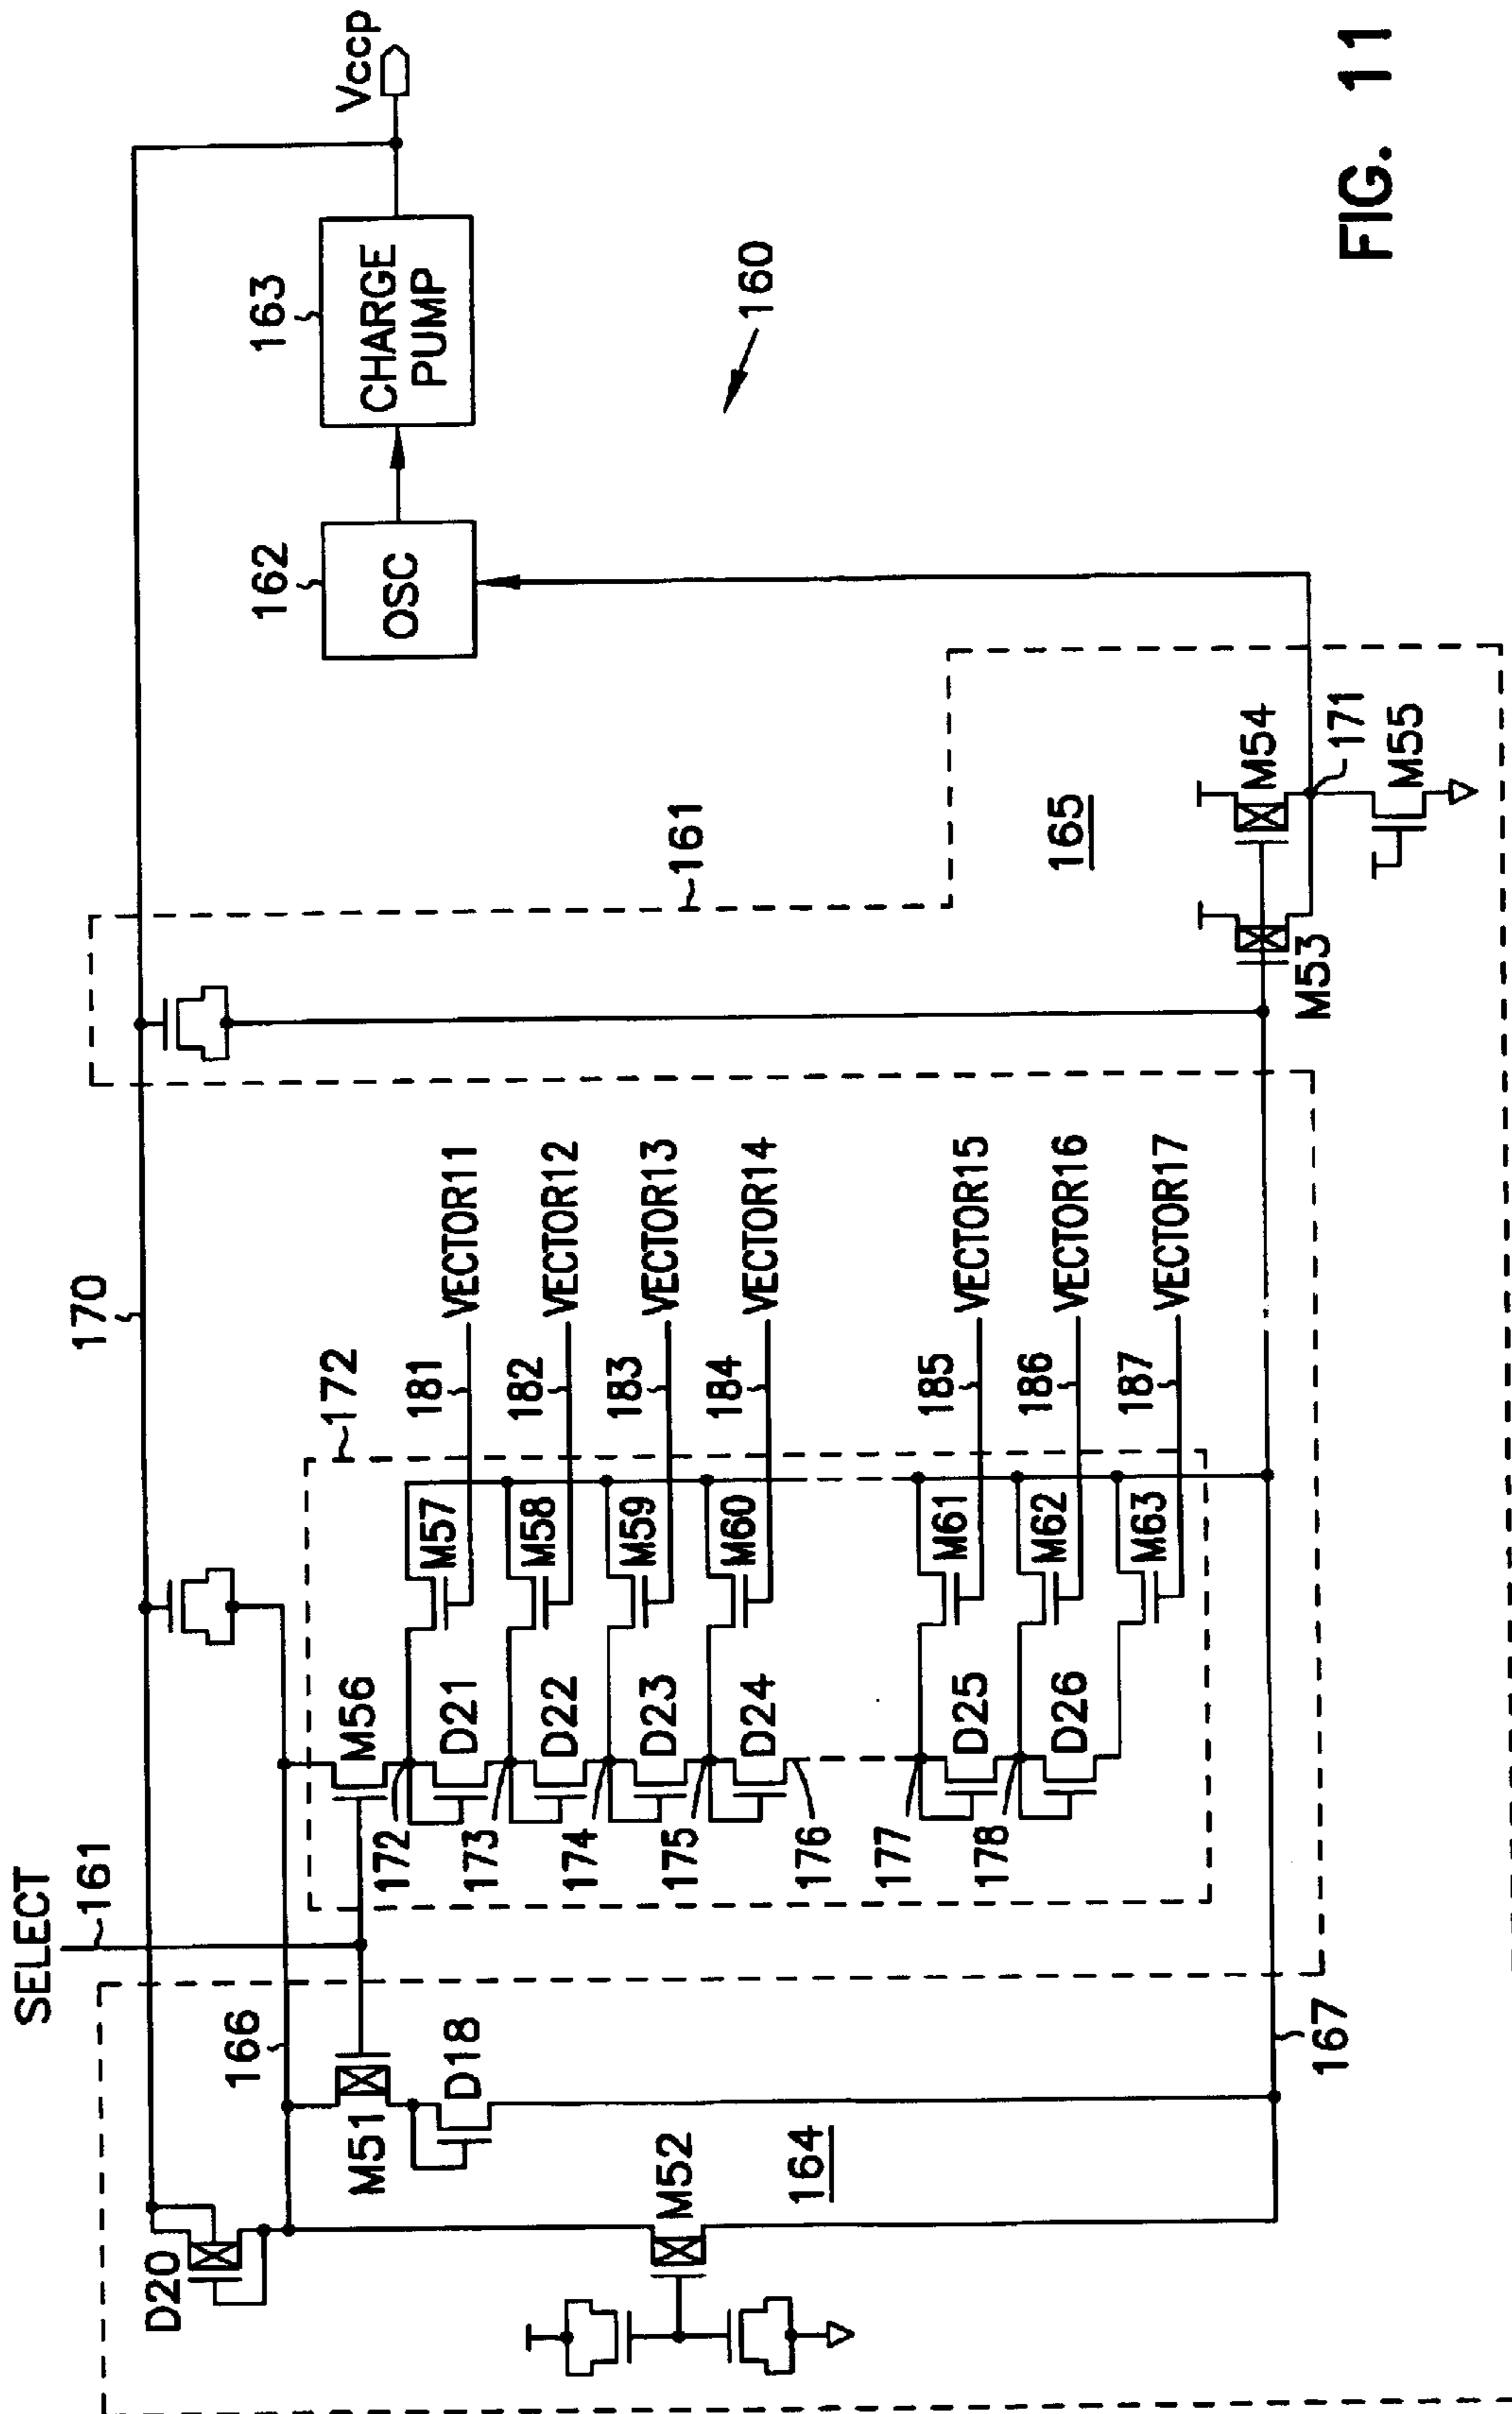 SELECT
161
170
Vccp
D20
166
172
163
CHARGE
PUMP
162
OSC
160
161
M51
D18
M52
164
M56
172
D21
M57
181
VECTOR11
173
D22
M58
182
VECTOR12
174
D23
M59
183
VECTOR13
175
D24
M60
184
VECTOR14
176
177
D25
M61
185
VECTOR15
178
D26
M62
186
VECTOR16
M63
187
VECTOR17
167
165
M53
M54
171
M55
FIG. 11